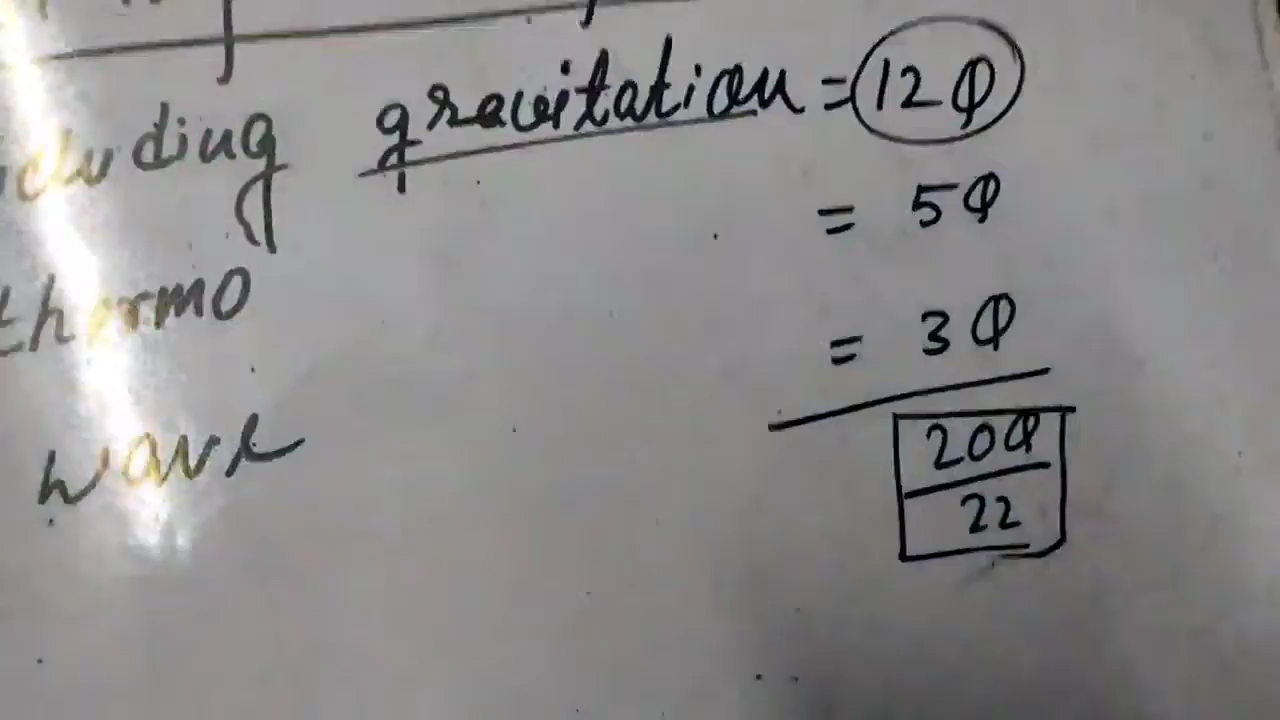 gravitation = 12Q
= 5Q
thermo
= 3Q
wave
20Q
22